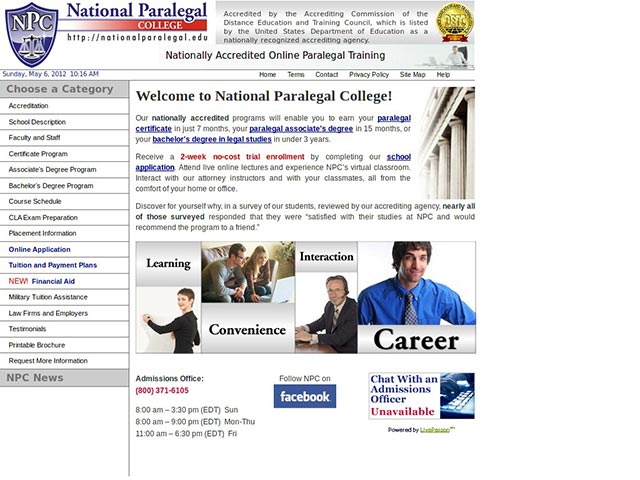 NPC
National Paralegal
COLLEGE
http://nationalparalegal.edu
Accredited by the Accrediting Commission of the
Distance Education and Training Council, which is listed
by the United States Department of Education as a
nationally recognized accrediting agency.
DETC
Nationally Accredited Online Paralegal Training
Sunday, May 6, 2012 10:16 AM
Home Terms Contact Privacy Policy Site Map Help
Choose a Category
Accreditation
School Description
Faculty and Staff
Certificate Program
Associate's Degree Program
Bachelor's Degree Program
Course Schedule
CLA Exam Preparation
Placement Information
Online Application
Tuition and Payment Plans
NEW! Financial Aid
Military Tuition Assistance
Law Firms and Employers
Testimonials
Printable Brochure
Request More Information
NPC News
Welcome to National Paralegal College!
Our nationally accredited programs will enable you to earn your paralegal
certificate in just 7 months, your paralegal associate's degree in 15 months, or
your bachelor's degree in legal studies in under 3 years.
Receive a 2-week no-cost trial enrollment by completing our school
application. Attend live online lectures and experience NPC's virtual classroom.
Interact with our attorney instructors and with your classmates, all from the
comfort of your home or office.
Discover for yourself why, in a survey of our students, reviewed by our accrediting agency, nearly all
of those surveyed responded that they were "satisfied with their studies at NPC and would
recommend the program to a friend."
Learning
Convenience
Interaction
Career
Admissions Office:
(800) 371-6105
8:00 am – 3:30 pm (EDT) Sun
8:00 am – 9:00 pm (EDT) Mon-Thu
11:00 am – 6:30 pm (EDT) Fri
Follow NPC on
facebook
Chat With an
Admissions
Officer
Unavailable
Powered by LivePerson